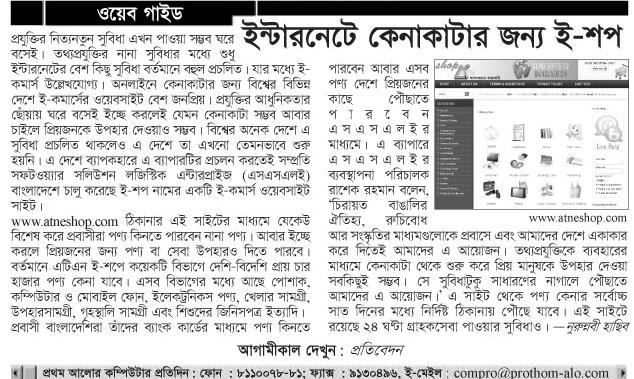 ওয়েব গাইড
ইন্টারনেটে কেনাকাটার জন্য ই-শপ
প্রযুক্তির নিত্যনতুন সুবিধা এখন পাওয়া সম্ভব ঘরে
বসেই। তথ্যপ্রযুক্তির নানা সুবিধার মধ্যে শুধু
ইন্টারনেটের বেশ কিছু সুবিধা বর্তমানে বহুল প্রচলিত। যার মধ্যে ই-
কমার্স উল্লেখযোগ্য। অনলাইনে কেনাকাটার জন্য বিশ্বের বিভিন্ন
দেশে ই-কমার্সের ওয়েবসাইট বেশ জনপ্রিয়। প্রযুক্তির আধুনিকতার
ছোঁয়ায় ঘরে বসেই ইচ্ছে করলেই যেমন কেনাকাটা সম্ভব আবার
চাইলে প্রিয়জনকে উপহার দেওয়াও সম্ভব। বিশ্বের অনেক দেশে এ
সুবিধা প্রচলিত থাকলেও এ দেশে তা এখনো তেমনভাবে শুরু
হয়নি। এ দেশে ব্যাপকহারে এ ব্যাপারটির প্রচলন করতেই সম্প্রতি
সফটওয়্যার সলিউশন লজিস্টিক এন্টারপ্রাইজ (এসএসএলই)
বাংলাদেশে চালু করেছে ই-শপ নামের একটি ই-কমার্স ওয়েবসাইট
সাইট।
www.atneshop.com ঠিকানার এই সাইটের মাধ্যমে যেকেউ
বিশেষ করে প্রবাসীরা পণ্য কিনতে পারবেন নানা পণ্য। আবার ইচ্ছে
করলে প্রিয়জনের জন্য পণ্য বা সেবা উপহারও দিতে পারবে।
বর্তমানে এটিএন ই-শপে কয়েকটি বিভাগে দেশি-বিদেশি প্রায় চার
হাজার পণ্য কেনা যাবে। এসব বিভাগের মধ্যে আছে পোশাক,
কম্পিউটার ও মোবাইল ফোন, ইলেকট্রনিকস পণ্য, খেলার সামগ্রী,
উপহারসামগ্রী, গৃহস্থালি সামগ্রী এবং শিশুদের জিনিসপত্র ইত্যাদি।
প্রবাসী বাংলাদেশিরা তাঁদের ব্যাংক কার্ডের মাধ্যমে পণ্য কিনতে
পারবেন আবার এসব
পণ্য দেশে প্রিয়জনের
কাছে পৌছাতে
পারবেন
এসএসএলইর
মাধ্যমে। এ ব্যাপারে
এসএসএলইর
ব্যবস্থাপনা পরিচালক
রাশেক রহমান বলেন,
'চিরায়ত বাঙালির
ঐতিহ্য, রুচিবোধ
www.atneshop.com
আর সংস্কৃতির মাধ্যমগুলোকে প্রবাসে এবং আমাদের দেশে একাকার
করে দিতেই আমাদের এ আয়োজন। তথ্যপ্রযুক্তিকে ব্যবহারের
মাধ্যমে কেনাকাটা থেকে শুরু করে প্রিয় মানুষকে উপহার দেওয়া
সবকিছুই সম্ভব। সে সুবিধাটুকু সাধারণের নাগালে পৌছাতে
আমাদের এ আয়োজন।' এ সাইট থেকে পণ্য কেনার সর্বোচ্চ
সাত দিনের মধ্যে নির্দিষ্ট ঠিকানায় পৌছে যাবে। এই সাইটে
রয়েছে ২৪ ঘন্টা গ্রাহকসেবা পাওয়ার সুবিধাও। —নুরুন্নবী হাছিব
আগামীকাল দেখুন : প্রতিবেদন
প্রথম আলোর কম্পিউটার প্রতিদিন : ফোন : ৮১১০০৭৮-৮১; ফ্যাক্স : ৯১৩০৪৯৬, ই-মেইল : compro@prothom-alo.com